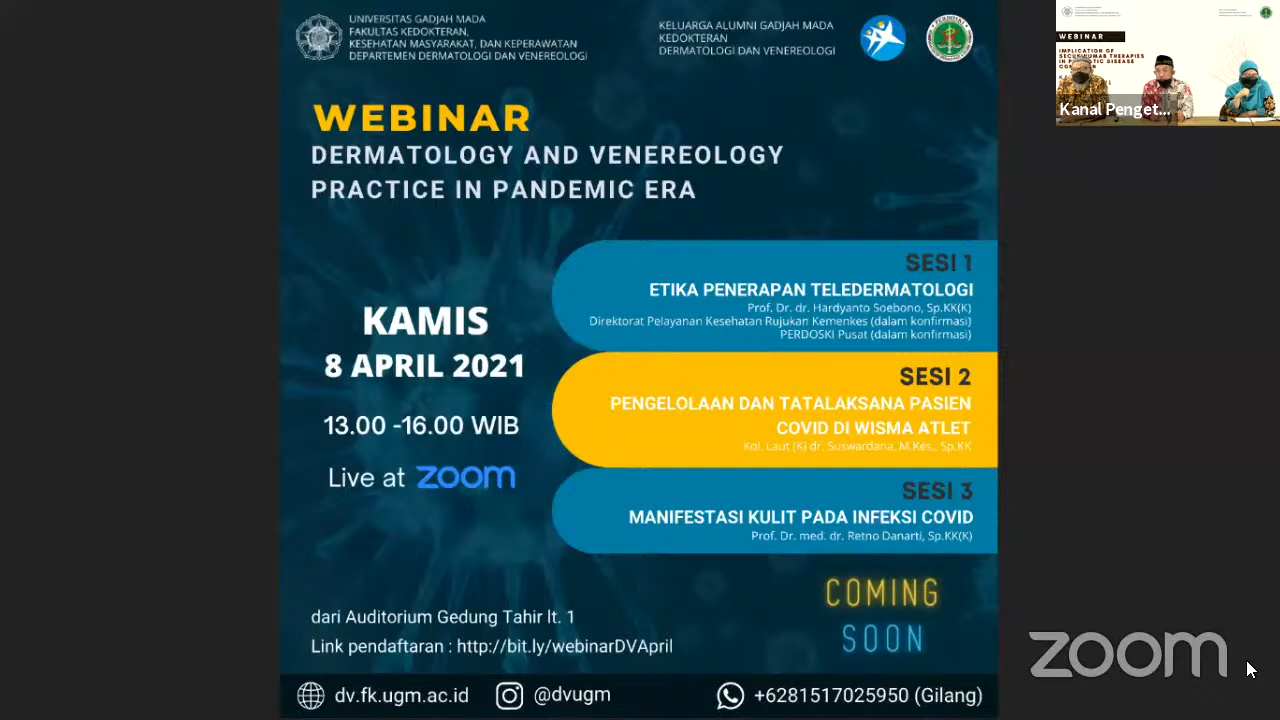 UNIVERSITAS GADJAH MADA
FAKULTAS KEDOKTERAN,
KESEHATAN MASYARAKAT, DAN KEPERAWATAN
DEPARTEMEN DERMATOLOGI DAN VENEREOLOGI
KELUARGA ALUMNI GADJAH MADA
KEDOKTERAN
DERMATOLOGI DAN VENEREOLOGI
WEBINAR
DERMATOLOGY AND VENEREOLOGY
PRACTICE IN PANDEMIC ERA
KAMIS
8 APRIL 2021
13.00 -16.00 WIB
Live at zoom
SESI 1
ETIKA PENERAPAN TELEDERMATOLOGI
Prof. Dr. dr. Hardyanto Soebono, Sp.KK(K)
Direktorat Pelayanan Kesehatan Rujukan Kemenkes (dalam konfirmasi)
PERDOSKI Pusat (dalam konfirmasi)
SESI 2
PENGELOLAAN DAN TATALAKSANA PASIEN
COVID DI WISMA ATLET
Kol. Laut (K) dr. Suswardana, M.Kes., Sp.KK
SESI 3
MANIFESTASI KULIT PADA INFEKSI COVID
Prof. Dr. med. dr. Retno Danarti, Sp.KK(K)
COMING
SOON
dari Auditorium Gedung Tahir lt. 1
Link pendaftaran : http://bit.ly/webinarDVApril
dv.fk.ugm.ac.id
@dvugm
+6281517025950 (Gilang)
WEBINAR
IMPLICATION OF
SECUKINUMAB THERAPIES
DISEASE
Kanal Penget...
zoom